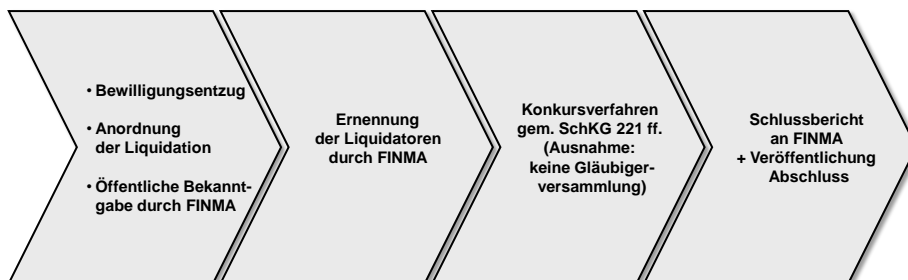 • Bewilligungsentzug
• Anordnung
der Liquidation
• Öffentliche Bekannt-
gabe durch FINMA
Ernennung
der Liquidatoren
durch FINMA
Konkursverfahren
gem. SchKG 221 ff.
(Ausnahme:
keine Gläubiger-
versammlung)
Schlussbericht
an FINMA
+ Veröffentlichung
Abschluss